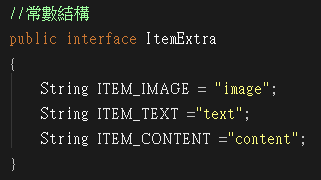 //常數結構
public interface ItemExtra
{
    String ITEM_IMAGE = "image";
    String ITEM_TEXT ="text";
    String ITEM_CONTENT ="content";
}